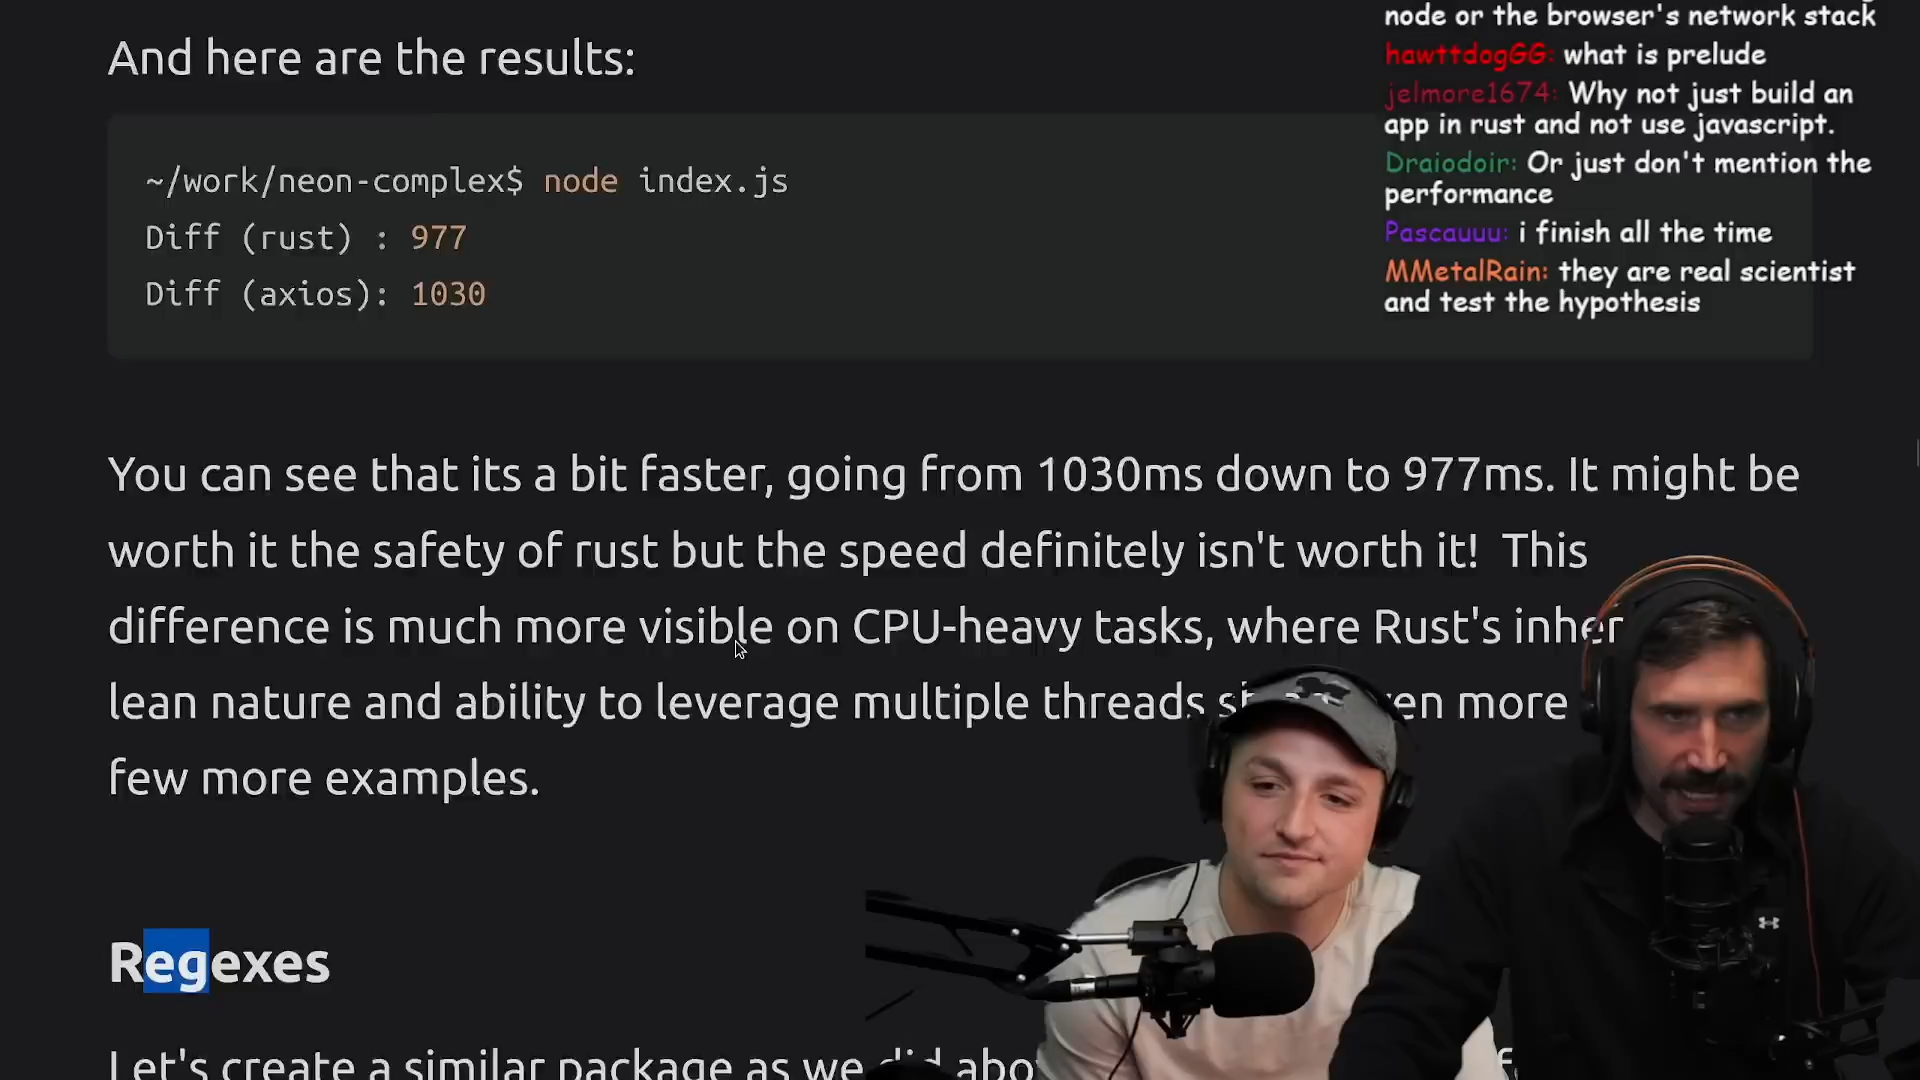 And here are the results:
~/work/neon-complex$ node index.js
Diff (rust) : 977
Diff (axios): 1030
You can see that its a bit faster, going from 1030ms down to 977ms. It might be
worth it the safety of rust but the speed definitely isn't worth it! This
difference is much more visible on CPU-heavy tasks, where Rust's inher
lean nature and ability to leverage multiple threads more
few more examples.
Regexes
Let's create a similar package as we did
node or the browser's network stack
hawttdogGG: what is prelude
jelmore1674: Why not just build an
app in rust and not use javascript.
Draiodoir: Or just don't mention the
performance
Pascauuu: i finish all the time
MMetalRain: they are real scientist
and test the hypothesis